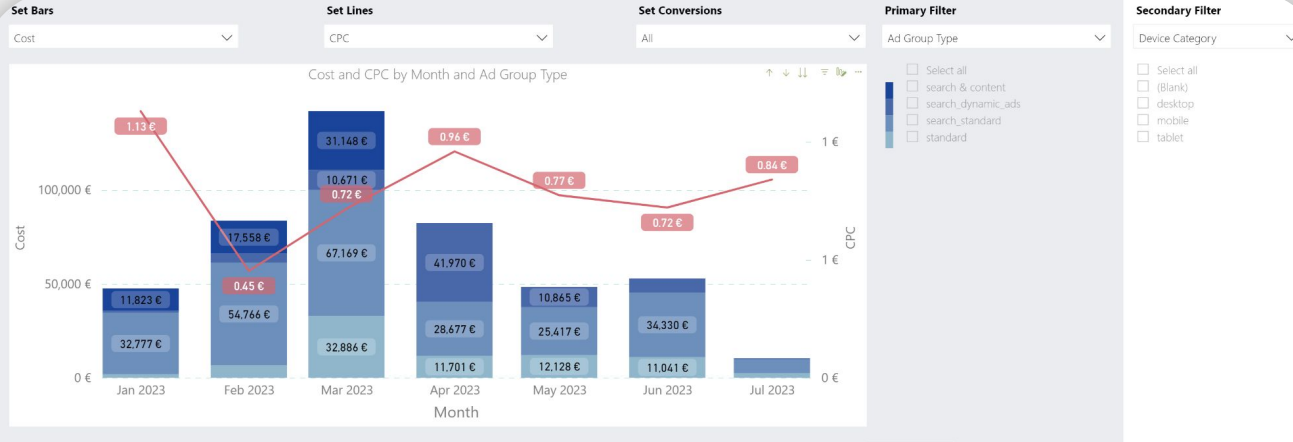 Set Bars
Set Lines
Set Conversions
Primary Filter
Secondary Filter
Cost
CPC
All
Ad Group Type
Device Category
Cost and CPC by Month and Ad Group Type
Select all
search & content
search_dynamic_ads
search_standard
standard
Select all
(Blank)
desktop
mobile
tablet
1.13 €
0.96 €
31,148 €
1 €
0.84 €
10,671 €
0.77 €
100,000 €
0.72 €
0.72 €
17,558 €
Cost
CPC
67,169 €
41,970 €
1 €
50,000 €
0.45 €
11,823 €
10,865 €
54,766 €
34,330 €
28,677 €
25,417 €
32,777 €
32,886 €
11,701 €
12,128 €
11,041 €
0 €
0 €
Jan 2023
Feb 2023
Mar 2023
Apr 2023
May 2023
Jun 2023
Jul 2023
Month